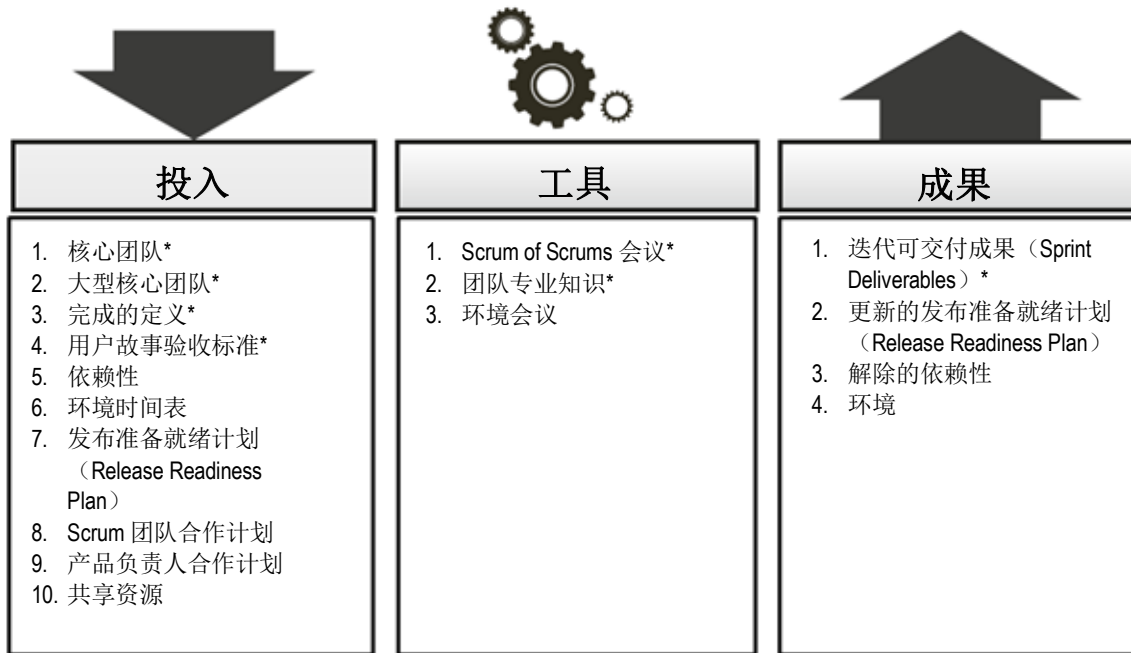 投入
1. 核心团队*
2. 大型核心团队*
3. 完成的定义*
4. 用户故事验收标准*
5. 依赖性
6. 环境时间表
7. 发布准备就绪计划
（Release Readiness
Plan）
8. Scrum 团队合作计划
9. 产品负责人合作计划
10. 共享资源
工具
1. Scrum of Scrums 会议*
2. 团队专业知识*
3. 环境会议
成果
1. 迭代可交付成果（Sprint
Deliverables）*
2. 更新的发布准备就绪计划
（Release Readiness Plan）
3. 解除的依赖性
4. 环境